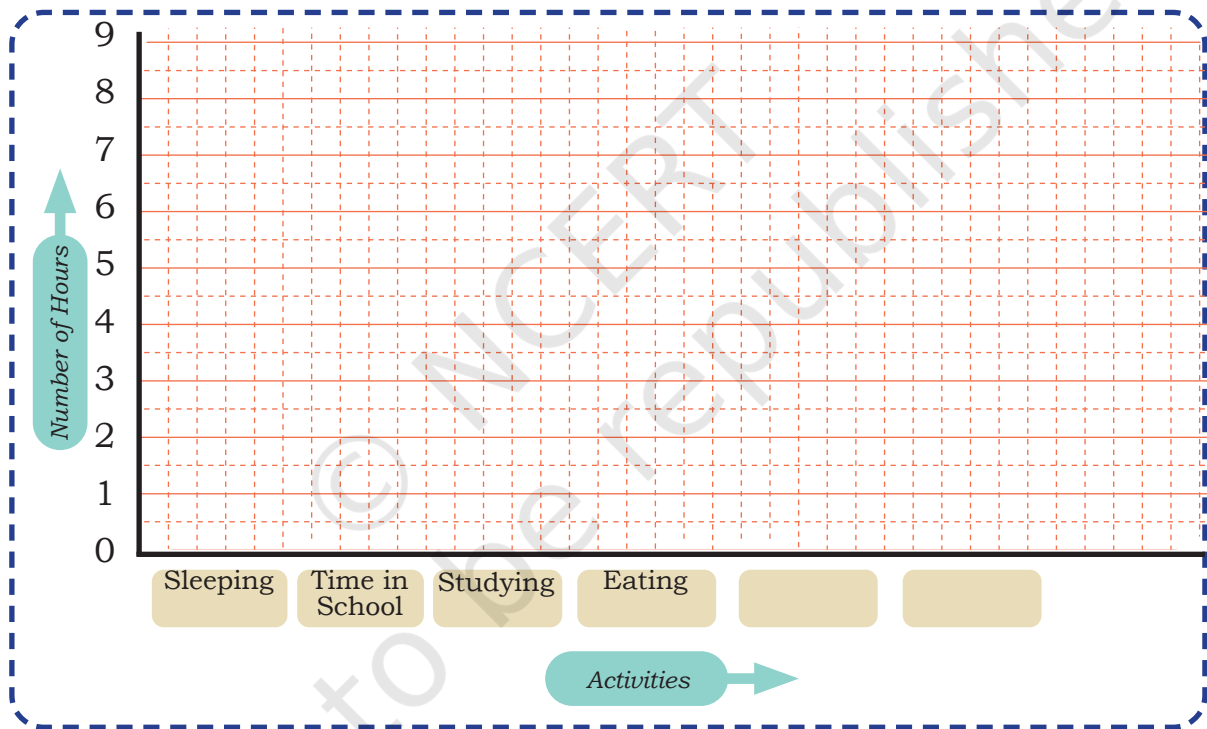 9
8
7
6
5
4
3
2
1
0
Number of Hours
Sleeping
Time in
School
Studying
Eating
Activities
© NCERT
to be republishe